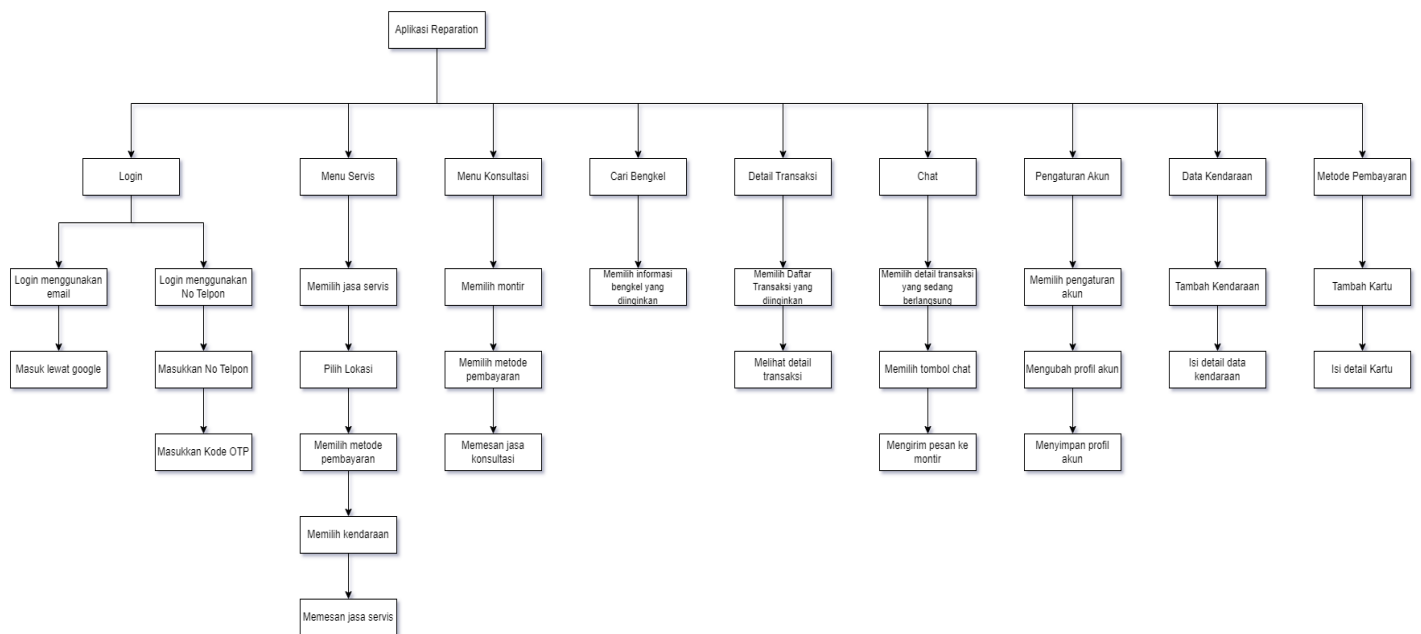 Aplikasi Reparation
Login
Menu Servis
Menu Konsultasi
Cari Bengkel
Detail Transaksi
Chat
Pengaturan Akun
Data Kendaraan
Metode Pembayaran
Login menggunakan
email
Login menggunakan
No Telpon
Memilih jasa servis
Memilih montir
Memilih informasi
bengkel yang
diinginkan
Memilih Daftar
Transaksi yang
diinginkan
Memilih detail transaksi
yang sedang
berlangsung
Memilih pengaturan
akun
Tambah Kendaraan
Tambah Kartu
Masuk lewat google
Masukkan No Telpon
Pilih Lokasi
Memilih metode
pembayaran
Melihat detail
transaksi
Memilih tombol chat
Mengubah profil akun
Isi detail data
kendaraan
Isi detail Kartu
Masukkan Kode OTP
Memilih metode
pembayaran
Memesan jasa
konsultasi
Mengirim pesan ke
montir
Menyimpan profil
akun
Memilih kendaraan
Memesan jasa servis